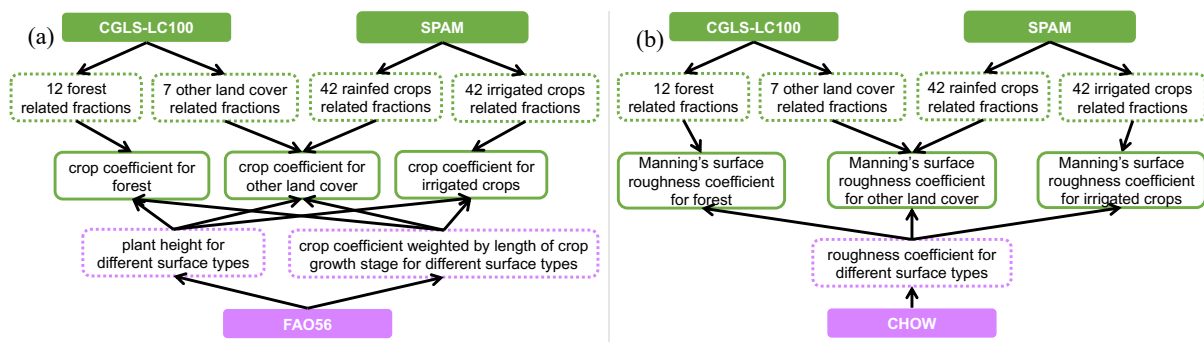 (a)
CGLS-LC100
SPAM
12 forest
related fractions
7 other land cover
related fractions
42 rainfed crops
related fractions
42 irrigated crops
related fractions
crop coefficient for
forest
crop coefficient for
other land cover
crop coefficient for
irrigated crops
plant height for
different surface types
crop coefficient weighted by length of crop
growth stage for different surface types
FAO56
(b)
CGLS-LC100
SPAM
12 forest
related fractions
7 other land cover
related fractions
42 rainfed crops
related fractions
42 irrigated crops
related fractions
Manning's surface
roughness coefficient
for forest
Manning's surface
roughness coefficient
for other land cover
Manning's surface
roughness coefficient
for irrigated crops
roughness coefficient for
different surface types
CHOW